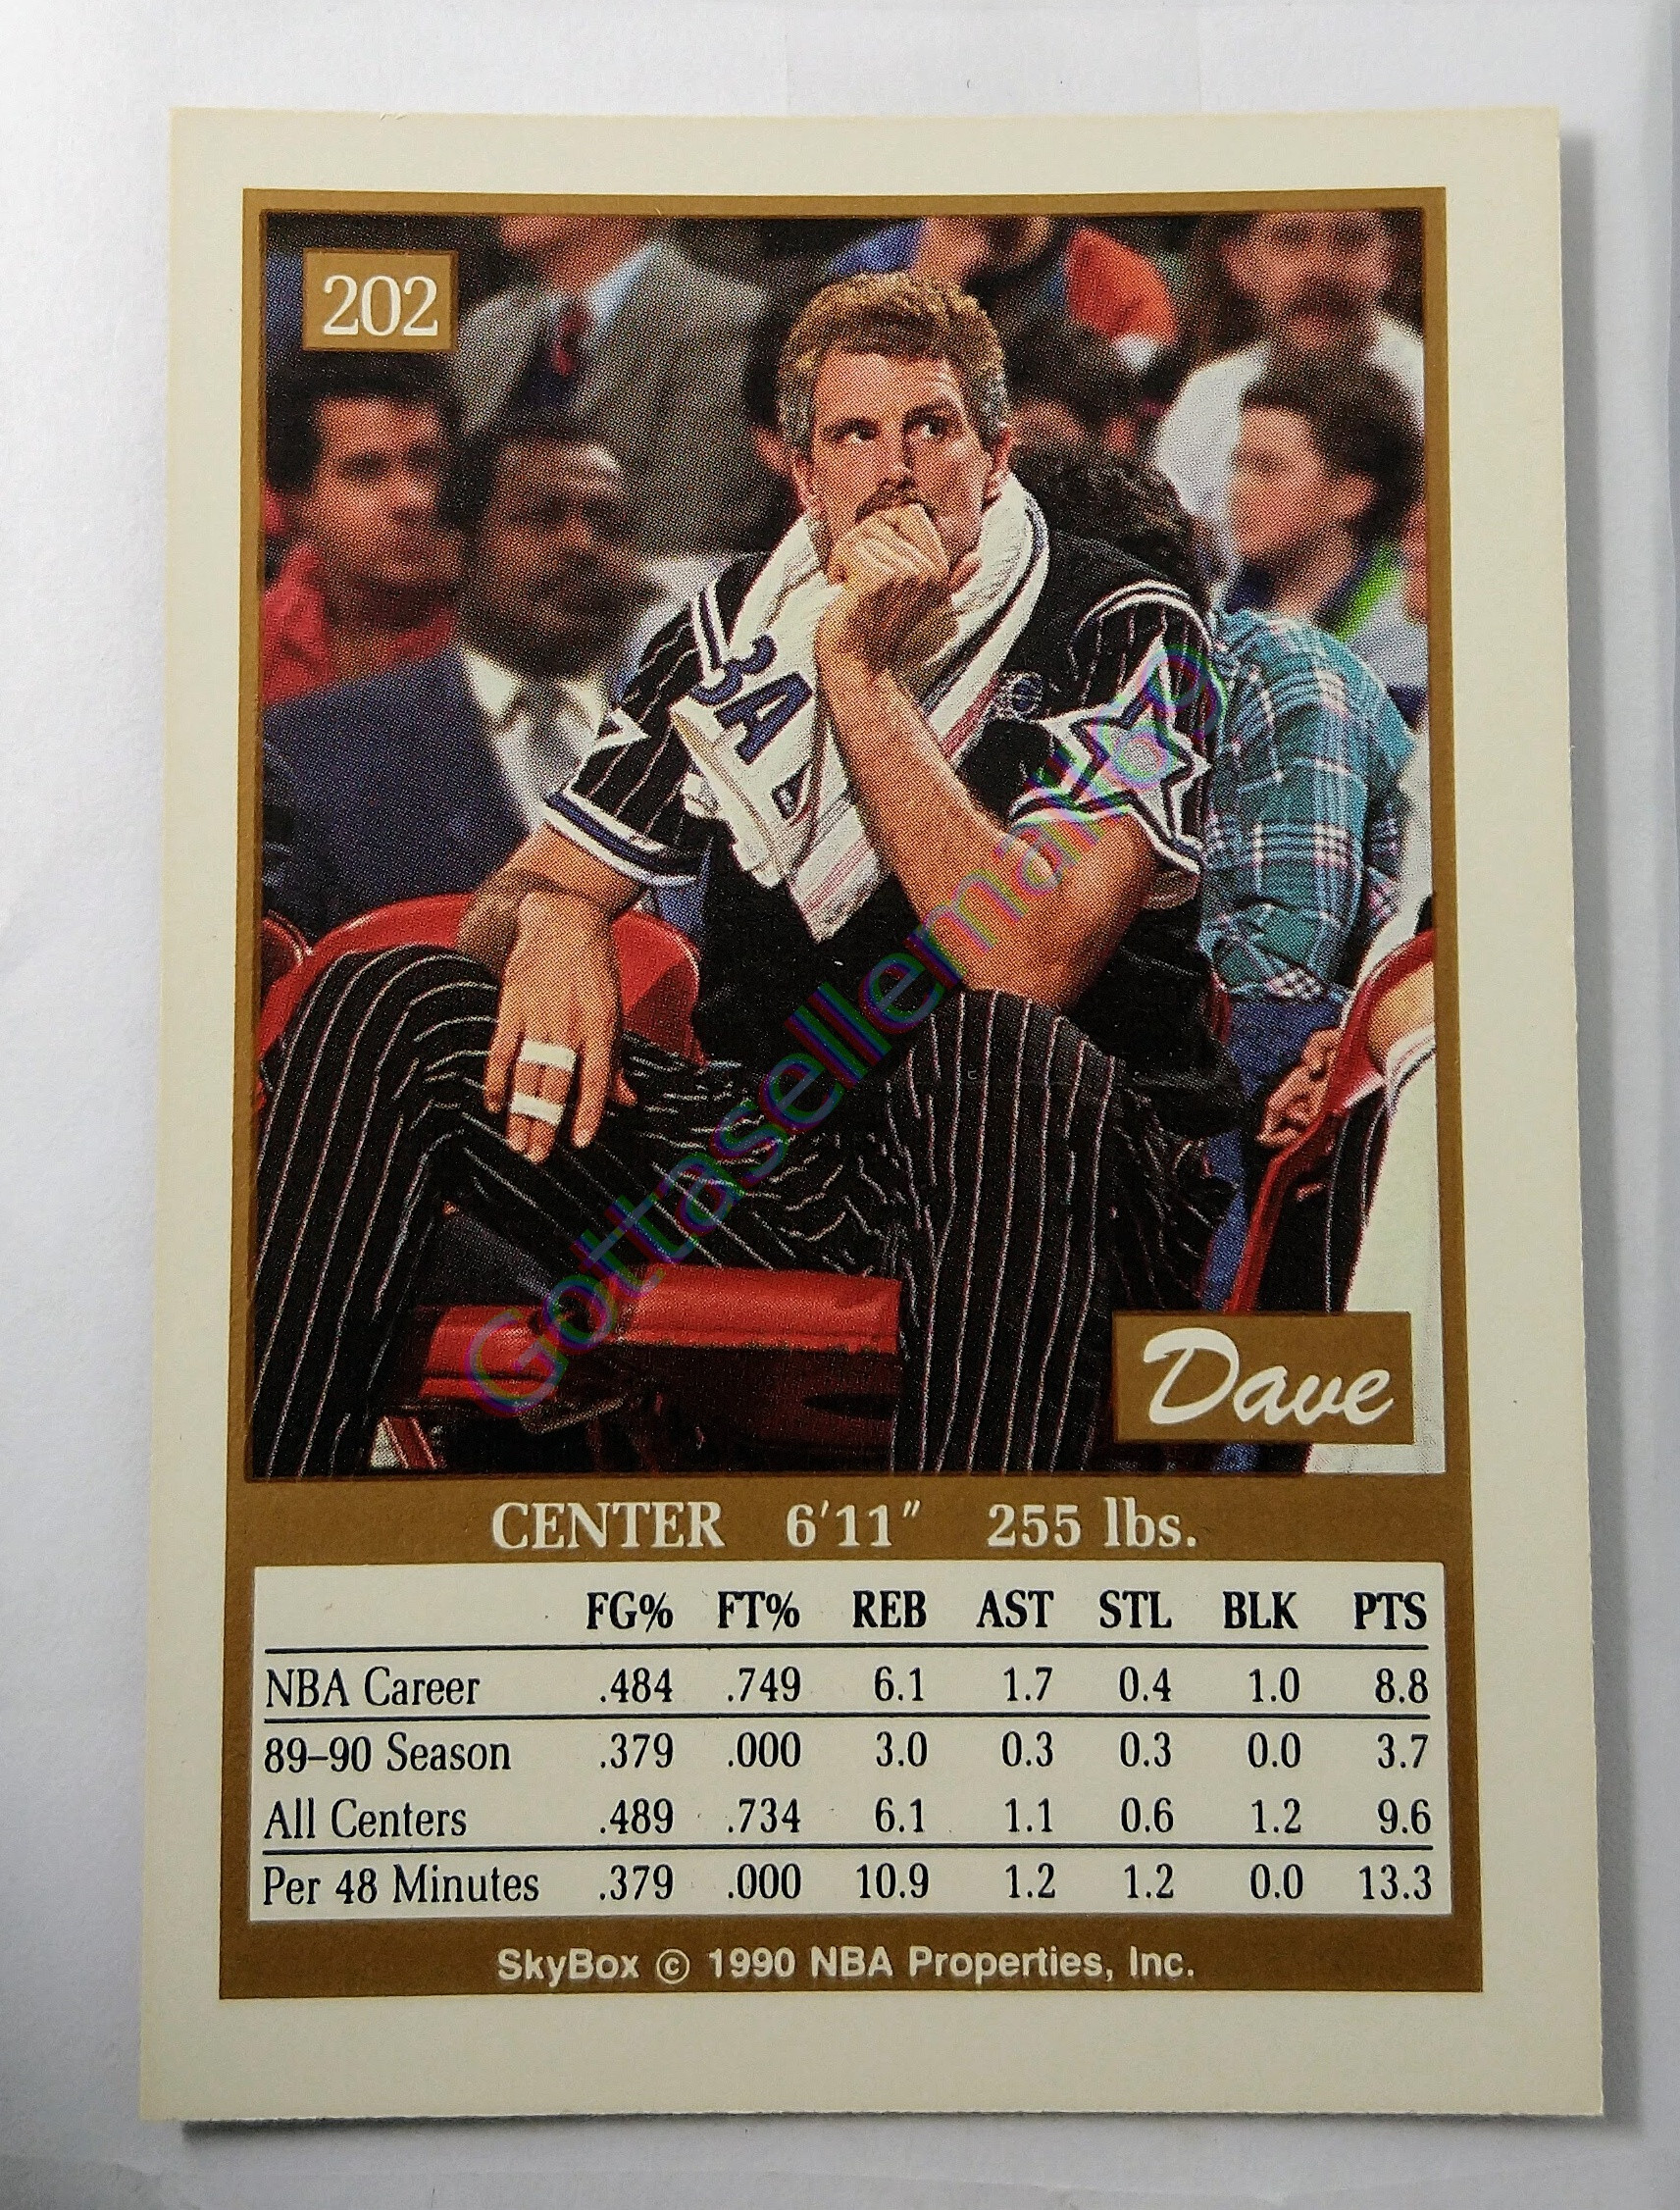 202
BA
Gottasellemall
Dave
CENTER 6'11" 255 lbs.
FG% FT% REB AST STL BLK PTS
NBA Career .484 .749 6.1 1.7 0.4 1.0 8.8
89–90 Season .379 .000 3.0 0.3 0.3 0.0 3.7
All Centers .489 .734 6.1 1.1 0.6 1.2 9.6
Per 48 Minutes .379 .000 10.9 1.2 1.2 0.0 13.3
SkyBox © 1990 NBA Properties, Inc.